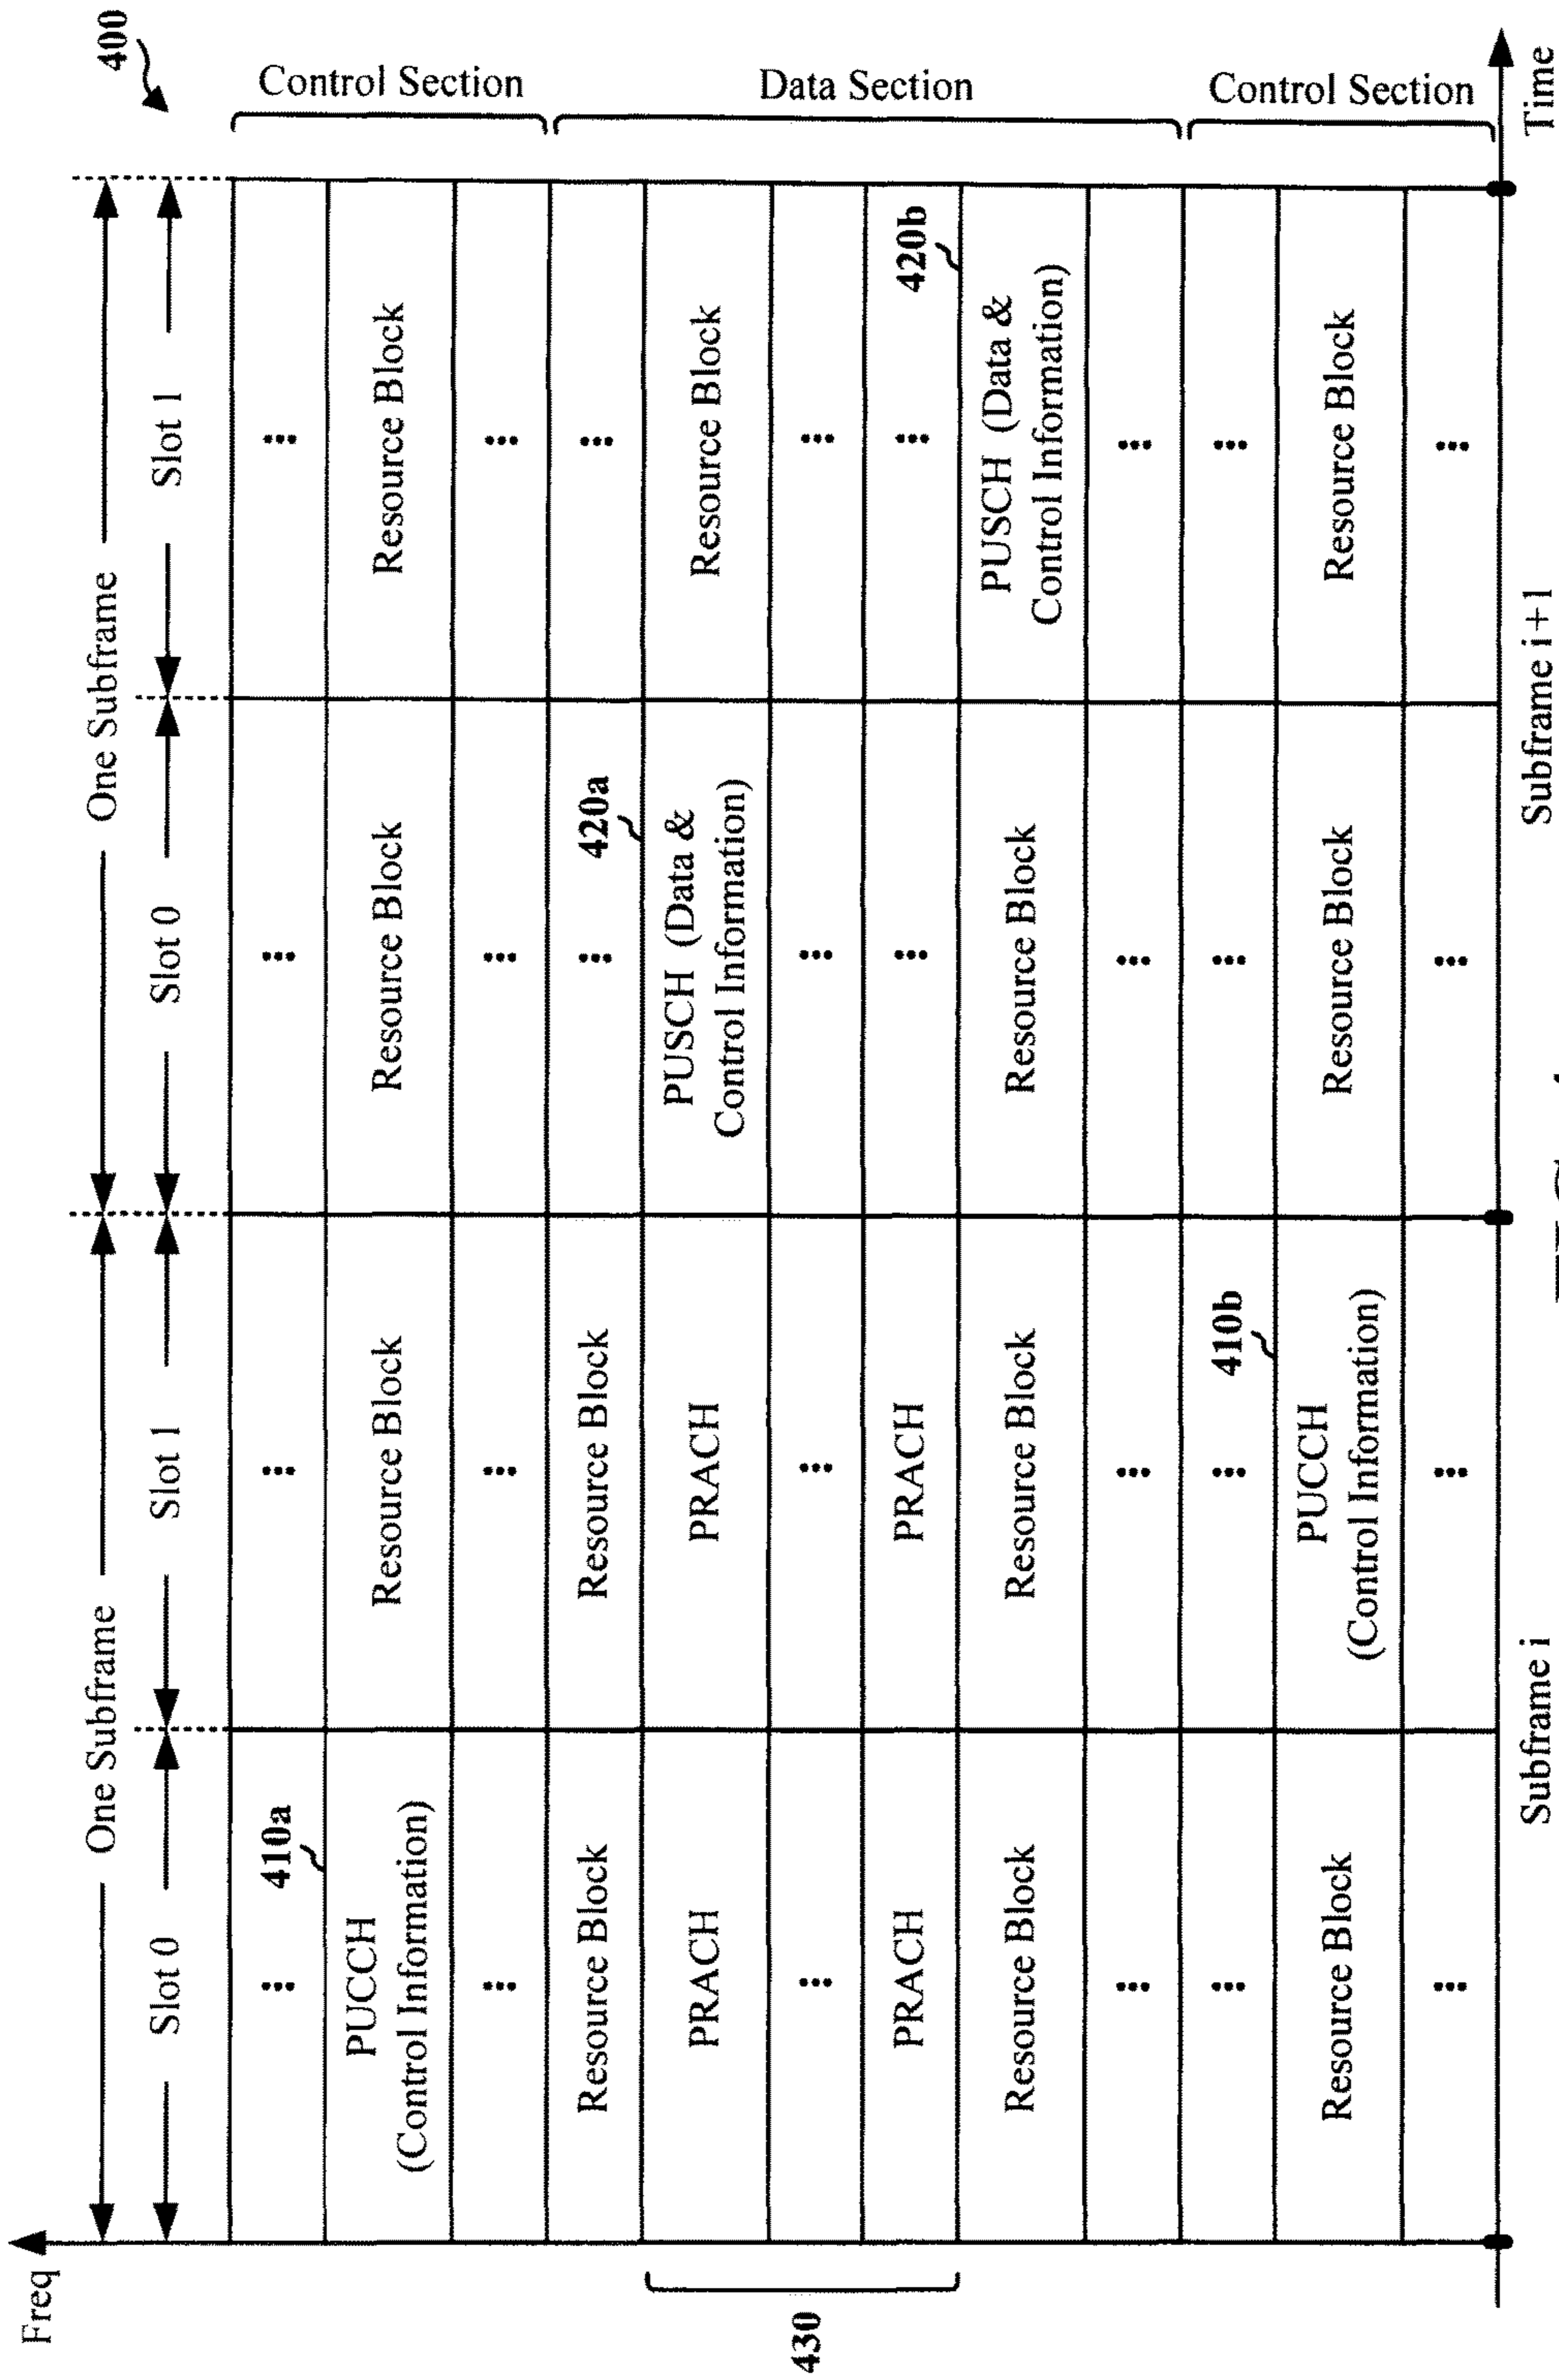 400
Freq
One Subframe One Subframe
Slot 0 Slot 1 Slot 0 Slot 1
Control Section
⋮ 410a ⋮ ⋮ ⋮
PUCCH
(Control Information) Resource Block Resource Block Resource Block
⋮ ⋮ ⋮ ⋮
Data Section
Resource Block Resource Block ⋮ 420a ⋮
430
PRACH PRACH PUSCH (Data &
Control Information) Resource Block
⋮ ⋮ ⋮ ⋮
PRACH PRACH ⋮ ⋮ 420b
Resource Block Resource Block Resource Block PUSCH (Data &
Control Information)
⋮ ⋮ ⋮ ⋮
Control Section
⋮ ⋮ 410b ⋮ ⋮
Resource Block PUCCH
(Control Information) Resource Block Resource Block
⋮ ⋮ ⋮ ⋮
Subframe i Subframe i+1 Time